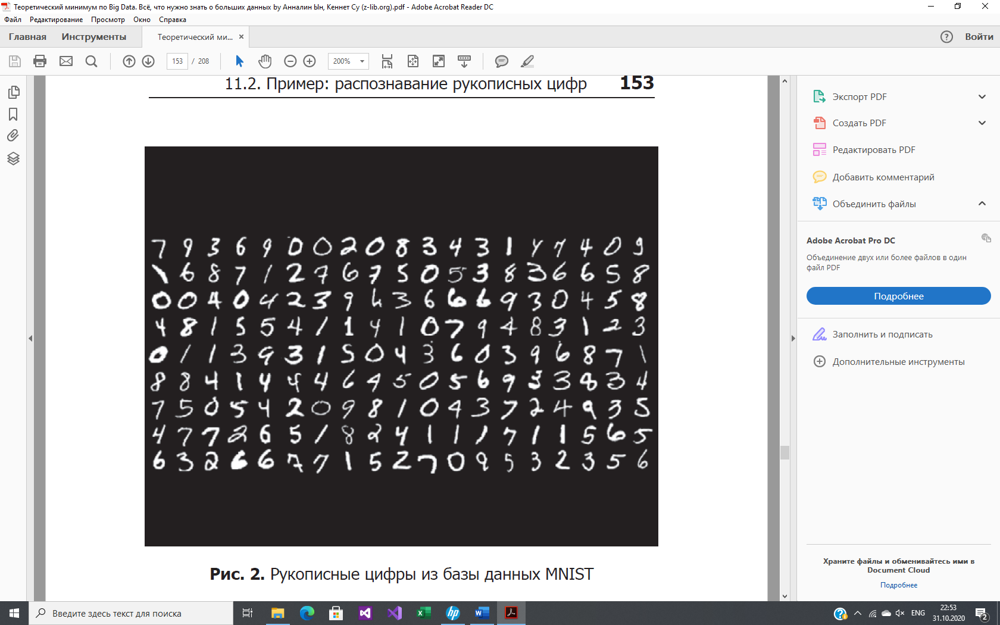 Теоретический минимум по Big Data. Всё, что нужно знать о больших данных by Анналин Ын, Кеннет Су (z-lib.org).pdf - Adobe Acrobat Reader DC
Файл Редактирование Просмотр Окно Справка
Главная Инструменты Теоретический ми... × ? Войти
153 / 208 200%
11.2. Пример: распознавание рукописных цифр 153
7 9 3 6 9 0 0 2 0 8 3 4 3 1 4 7 4 0 9
1 6 8 7 1 2 7 6 7 5 0 5 3 8 3 6 6 5 8
0 0 4 0 4 2 3 9 4 3 6 6 6 9 3 0 4 5 8
4 8 1 5 5 4 1 1 4 1 0 7 9 4 8 3 1 2 3
0 1 1 3 9 3 1 5 0 4 3 6 0 3 9 6 8 7 1
8 8 4 1 4 4 4 6 4 5 0 5 6 9 3 3 8 3 4
7 5 0 5 4 2 0 9 8 1 0 4 3 7 2 4 9 3 5
4 7 7 2 6 5 1 8 2 4 1 1 1 7 1 1 5 6 5
6 3 2 6 6 7 7 1 5 2 7 0 9 5 3 2 3 5 6
Рис. 2. Рукописные цифры из базы данных MNIST
Экспорт PDF
Создать PDF
Редактировать PDF
Добавить комментарий
Объединить файлы
Adobe Acrobat Pro DC
Объединение двух или более файлов в один
файл PDF
Подробнее
Заполнить и подписать
Дополнительные инструменты
Храните файлы и обменивайтесь ими в
Document Cloud
Подробнее
Введите здесь текст для поиска
ENG
22:53
31.10.2020
2